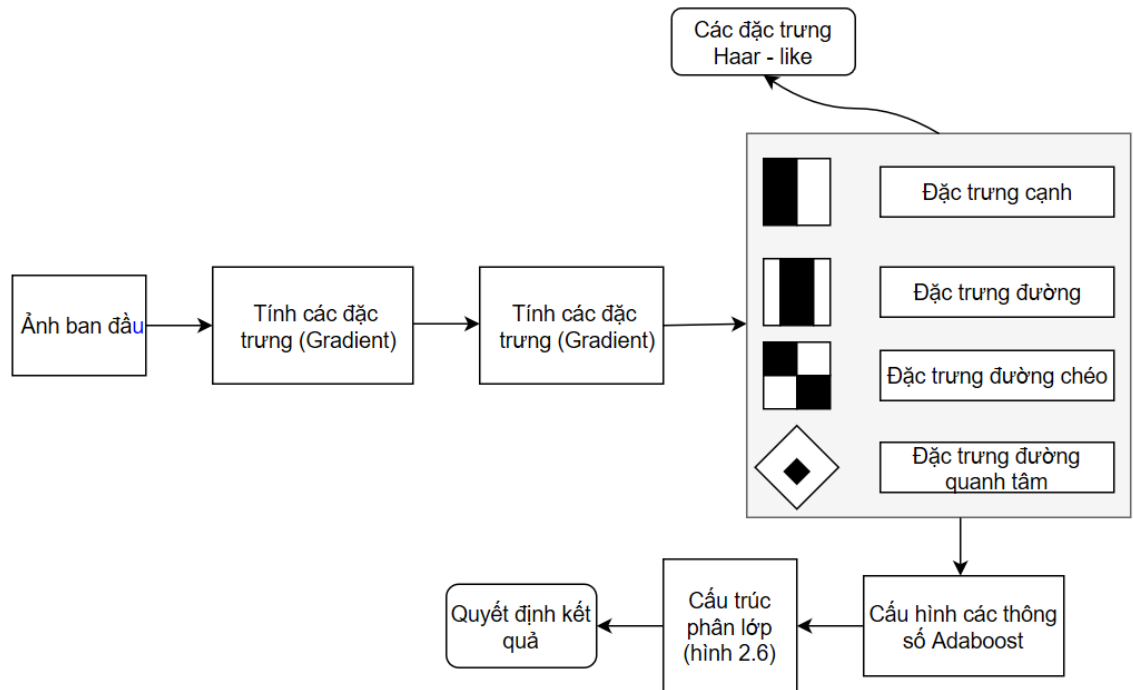 Các đặc trưng
Haar - like
Đặc trưng cạnh
Đặc trưng đường
Đặc trưng đường chéo
Đặc trưng đường
quanh tâm
Ảnh ban đầu
Tính các đặc
trưng (Gradient)
Tính các đặc
trưng (Gradient)
Cấu hình các thông
số Adaboost
Cấu trúc
phân lớp
(hình 2.6)
Quyết định kết
quả